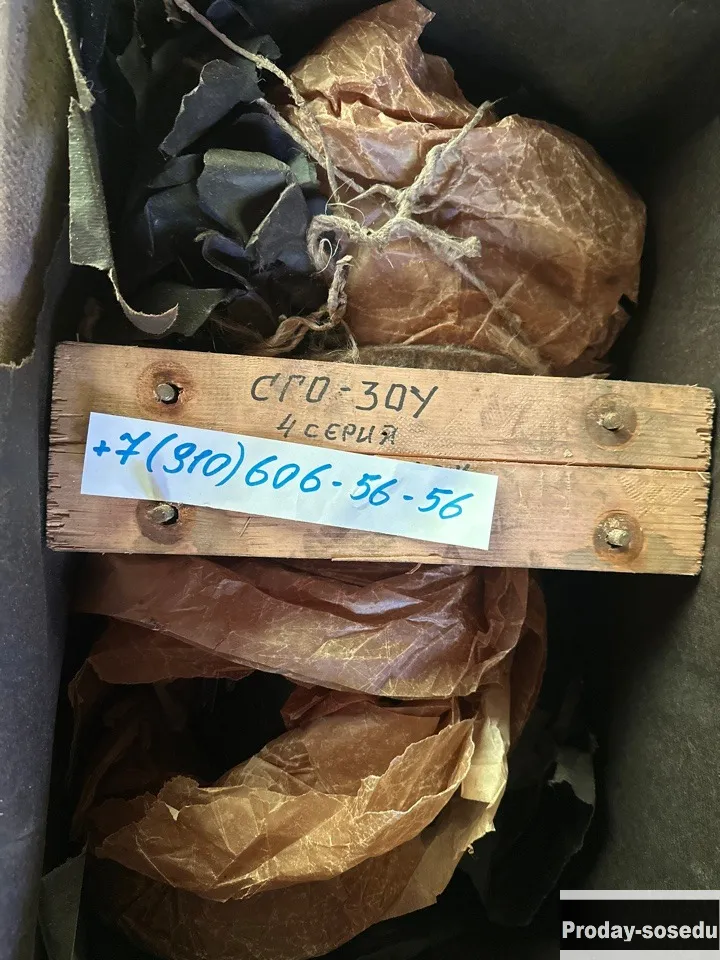 СГО-30У
4 СЕРИЯ
+7(910)606-56-56
Proday-sosedu